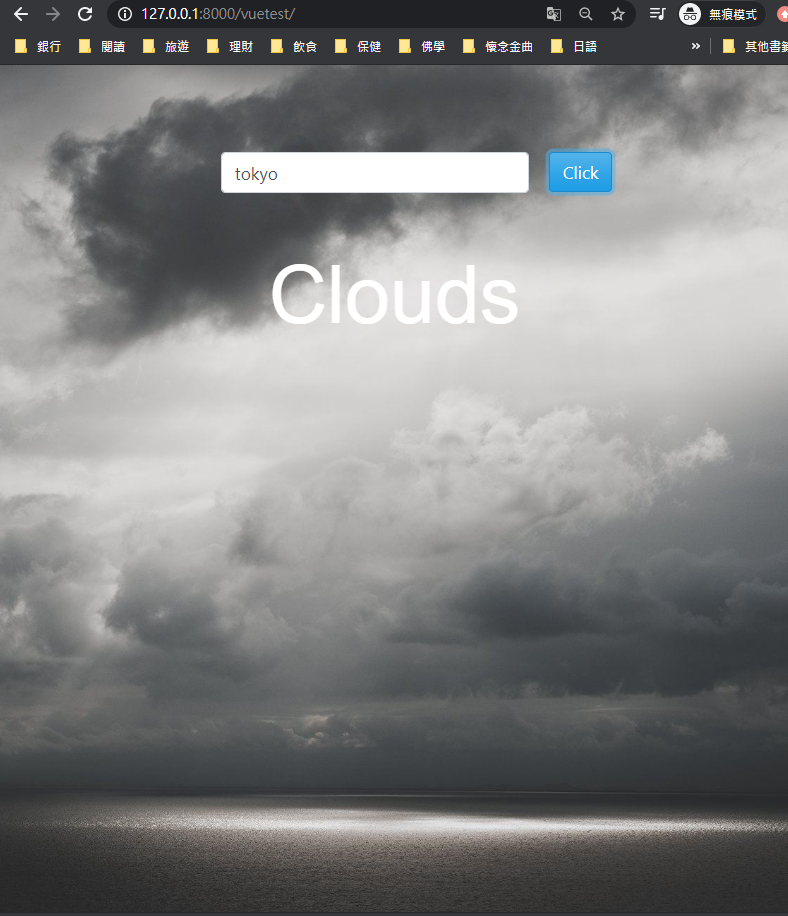 127.0.0.1:8000/vuetest/ 無痕模式
銀行 閱讀 旅遊 理財 飲食 保健 佛學 懷念金曲 日語 » 其他書籤
tokyo Click
Clouds